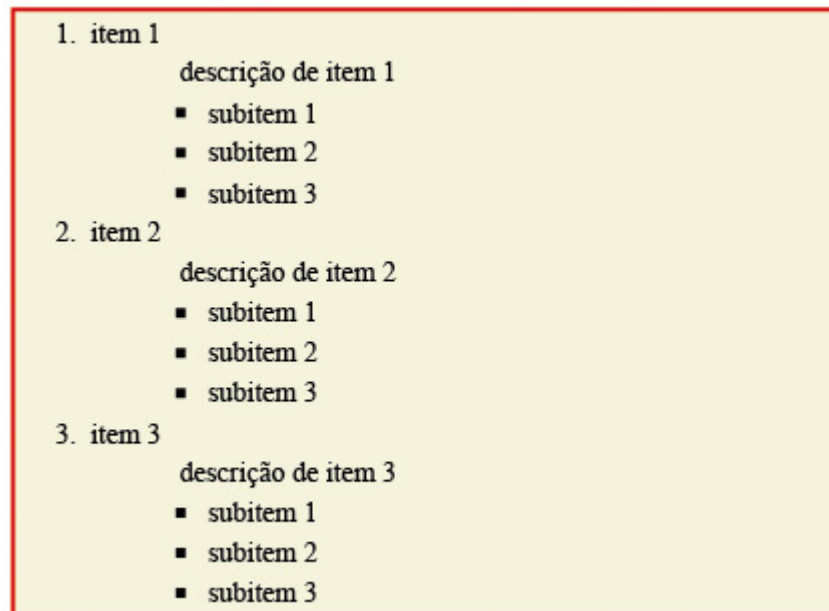 1. item 1
descrição de item 1
▪ subitem 1
▪ subitem 2
▪ subitem 3
2. item 2
descrição de item 2
▪ subitem 1
▪ subitem 2
▪ subitem 3
3. item 3
descrição de item 3
▪ subitem 1
▪ subitem 2
▪ subitem 3